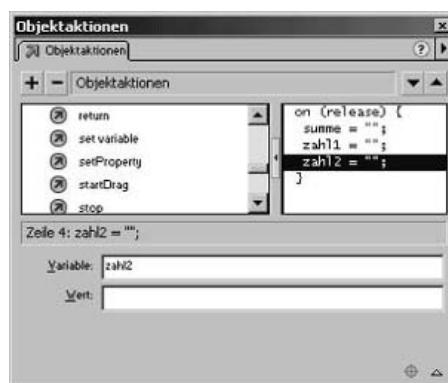 Objektaktionen
Objektaktionen
Objektaktionen
return
set variable
setProperty
startDrag
stop
on (release) {
summe = "";
zahl1 = "";
zahl2 = "";
}
Zeile 4: zahl2 = "";
Variable: zahl2
Wert: